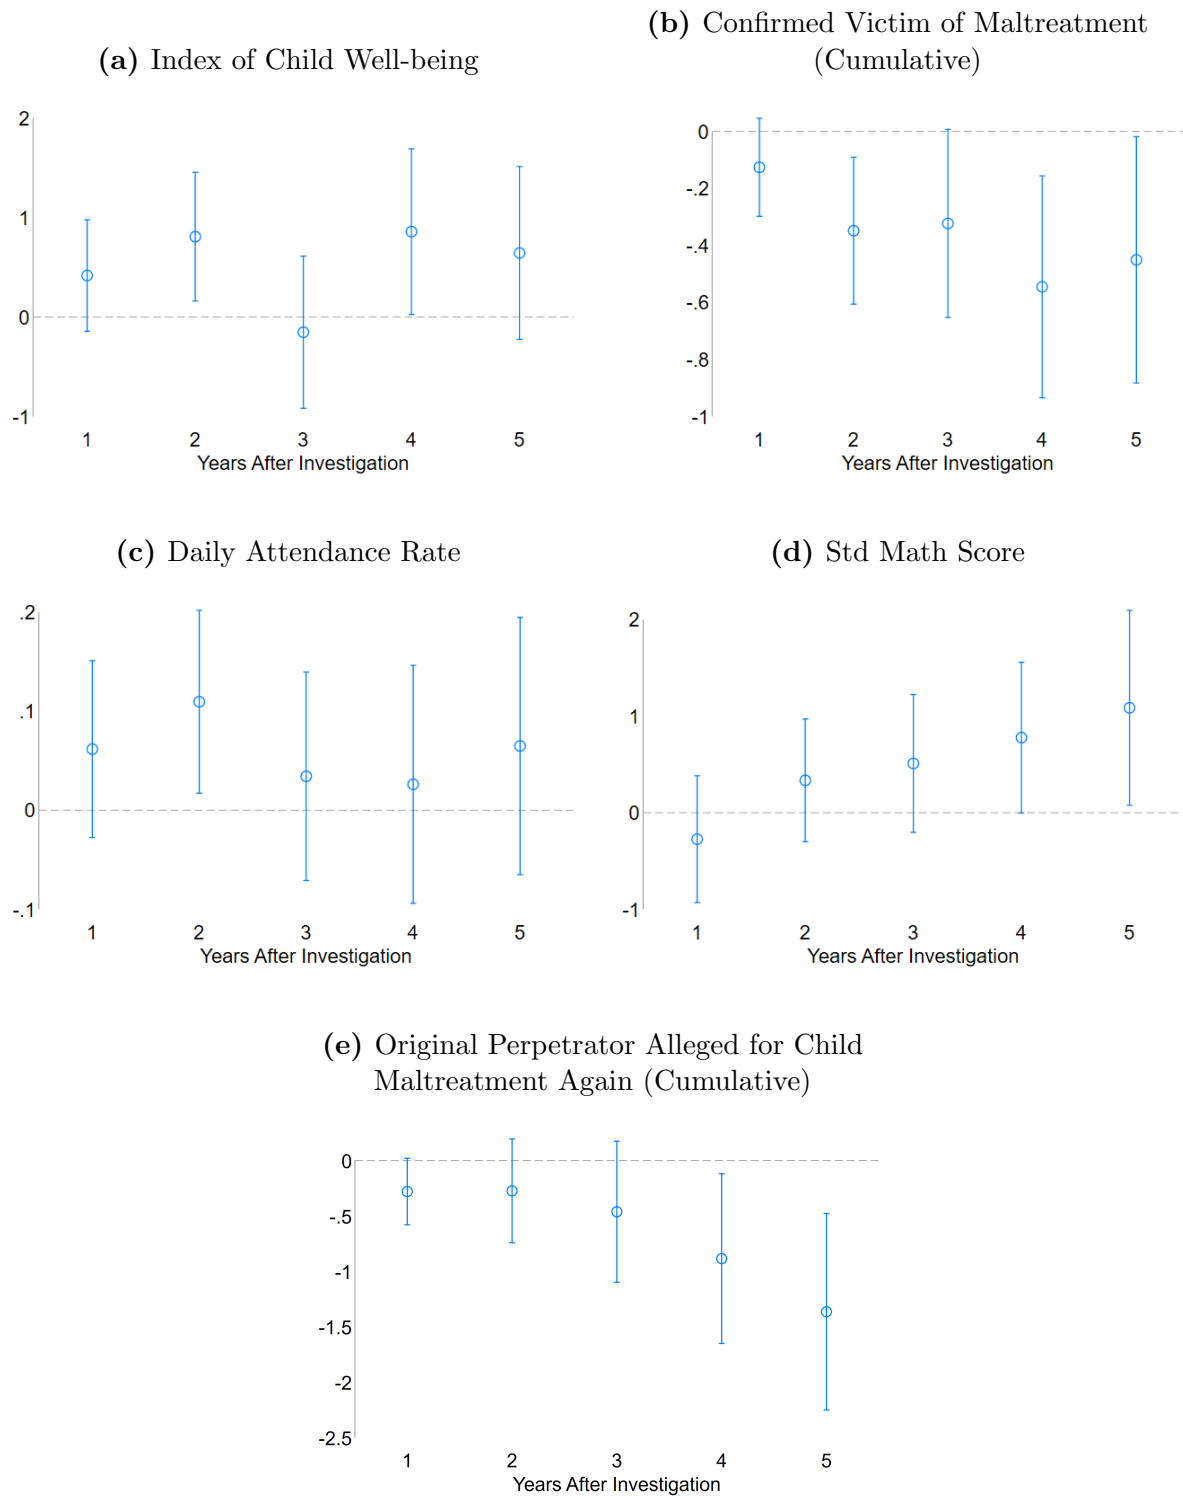 (a) Index of Child Well-being
2
1
0
-1
1 2 3 4 5
Years After Investigation
(b) Confirmed Victim of Maltreatment
(Cumulative)
0
-.2
-.4
-.6
-.8
-1
1 2 3 4 5
Years After Investigation
(c) Daily Attendance Rate
.2
.1
0
-.1
1 2 3 4 5
Years After Investigation
(d) Std Math Score
2
1
0
-1
1 2 3 4 5
Years After Investigation
(e) Original Perpetrator Alleged for Child
Maltreatment Again (Cumulative)
0
-.5
-1
-1.5
-2
-2.5
1 2 3 4 5
Years After Investigation